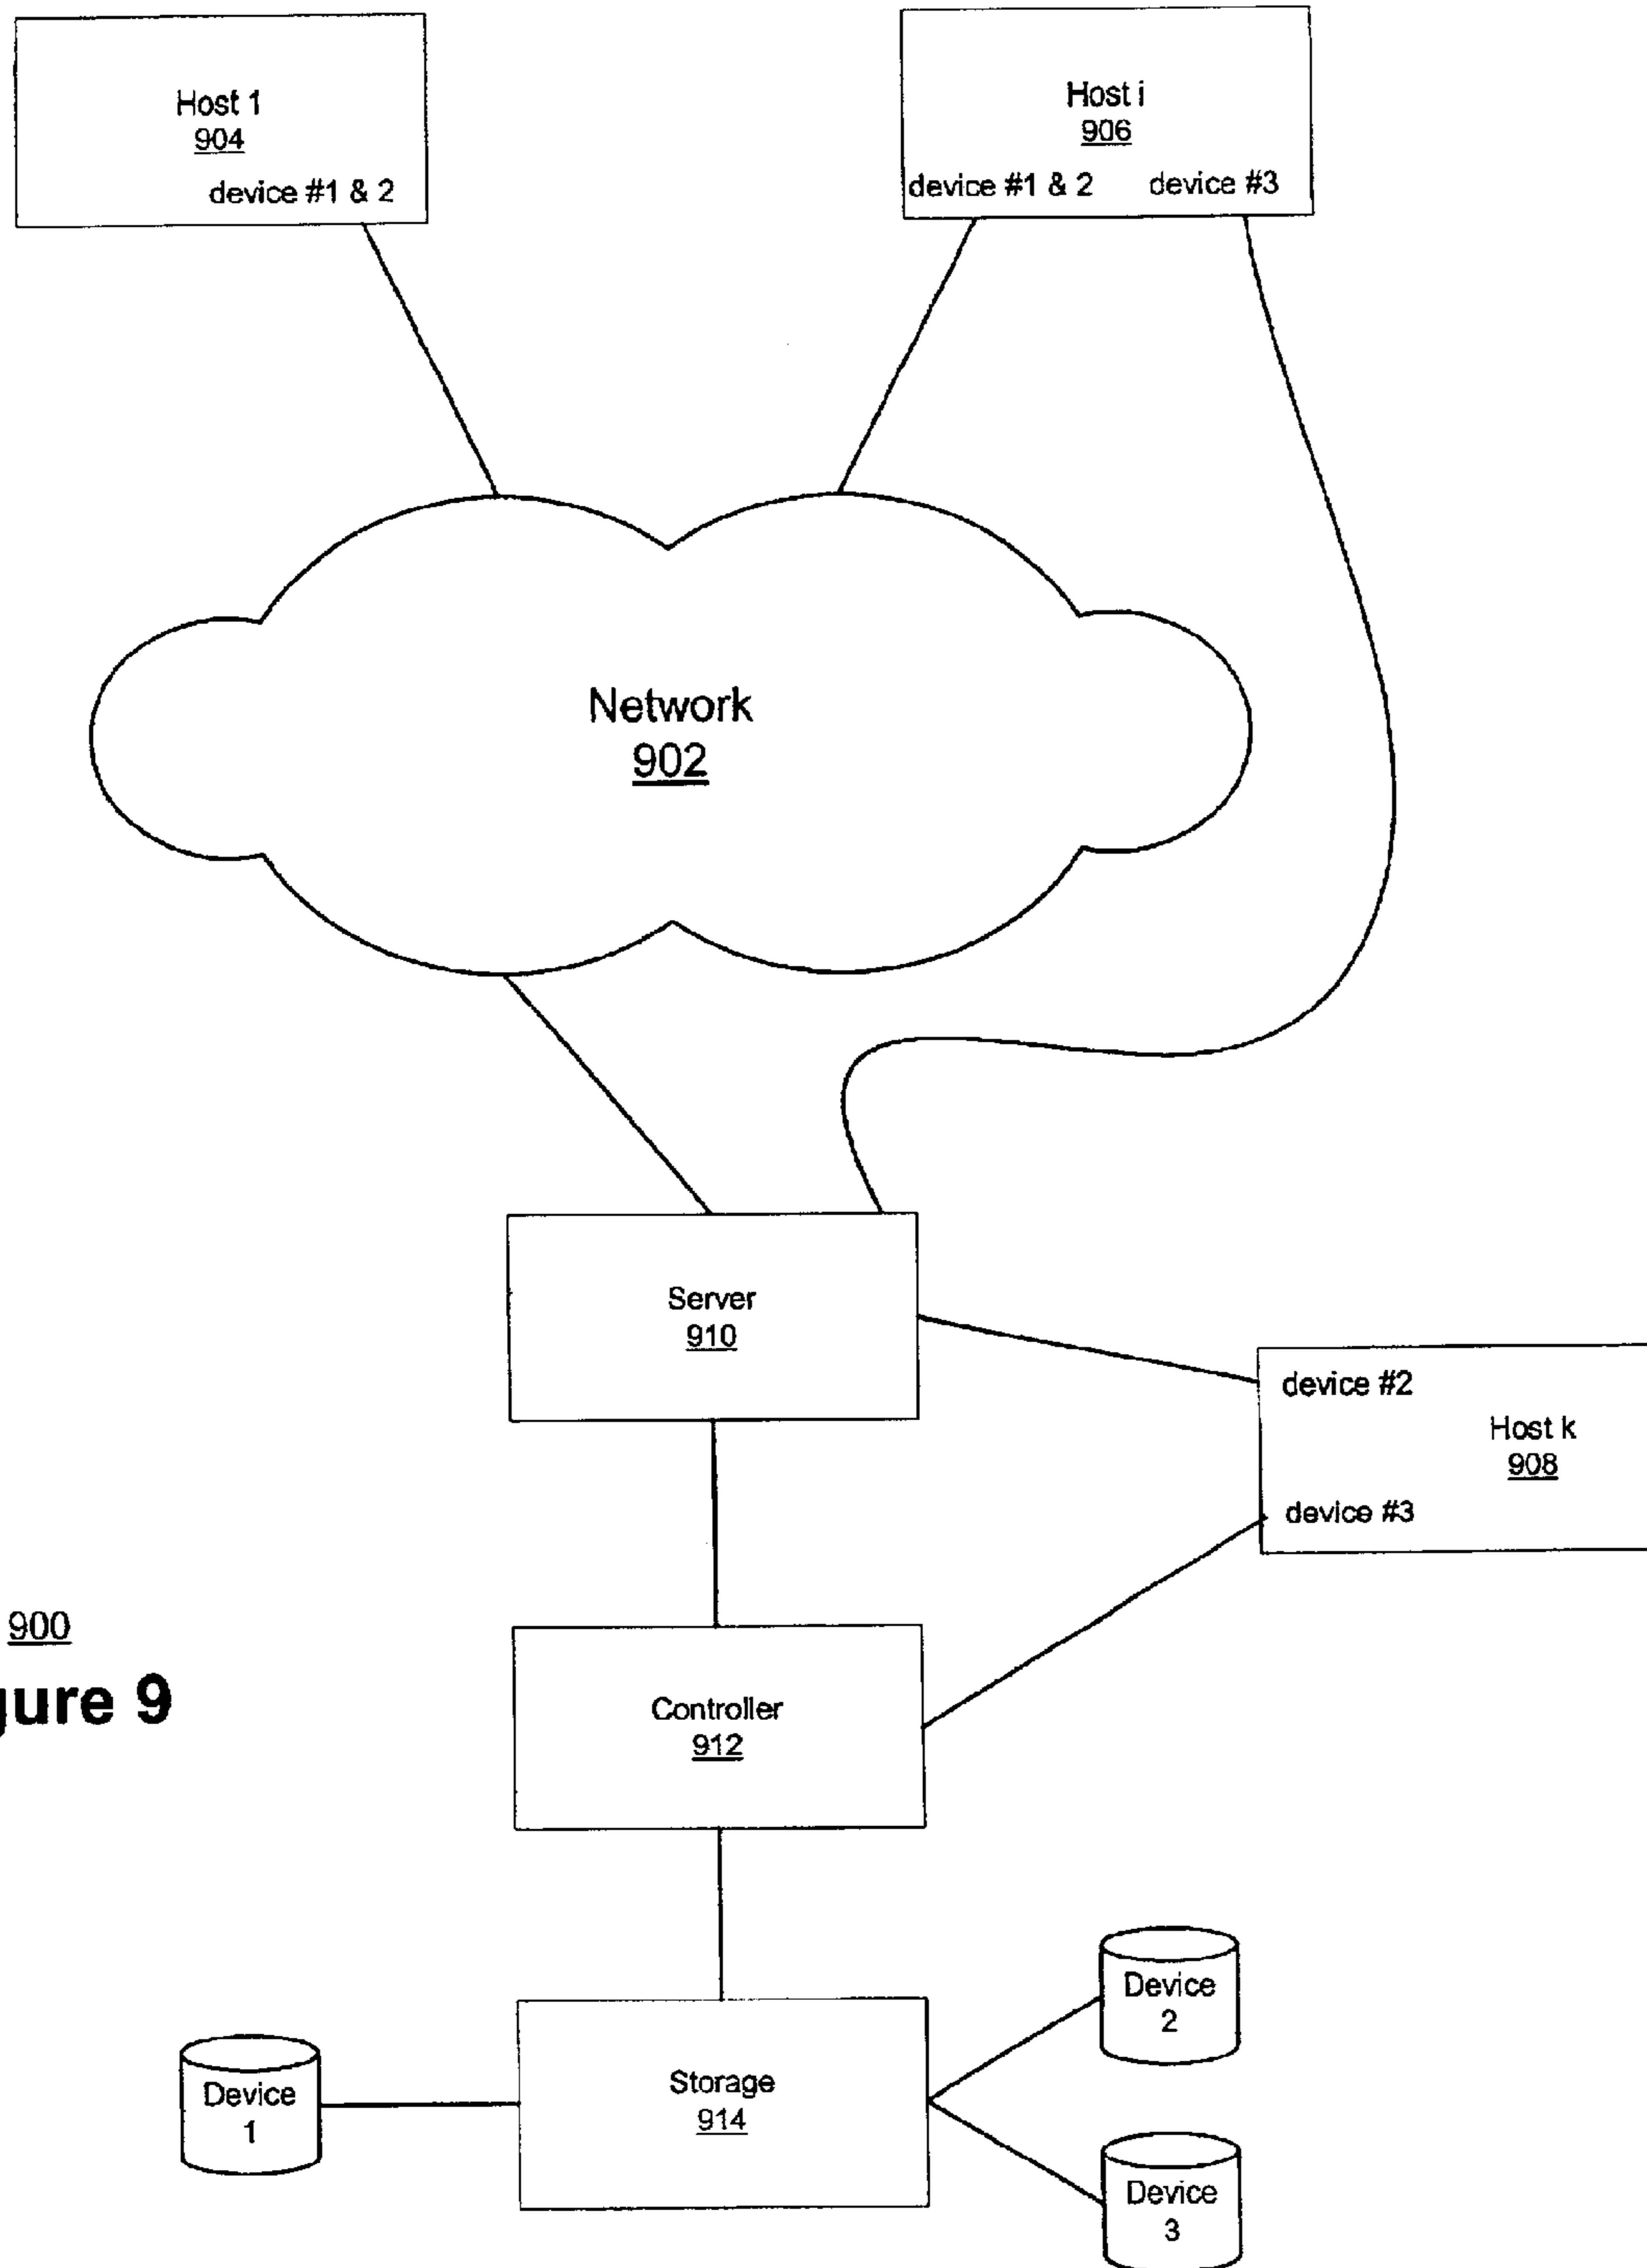 Host 1
904
device #1 & 2
Host i
906
device #1 & 2 device #3
Network
902
Server
910
device #2
Host k
908
device #3
900
gure 9
Controller
912
Device
2
Storage
914
Device
1
Device
3